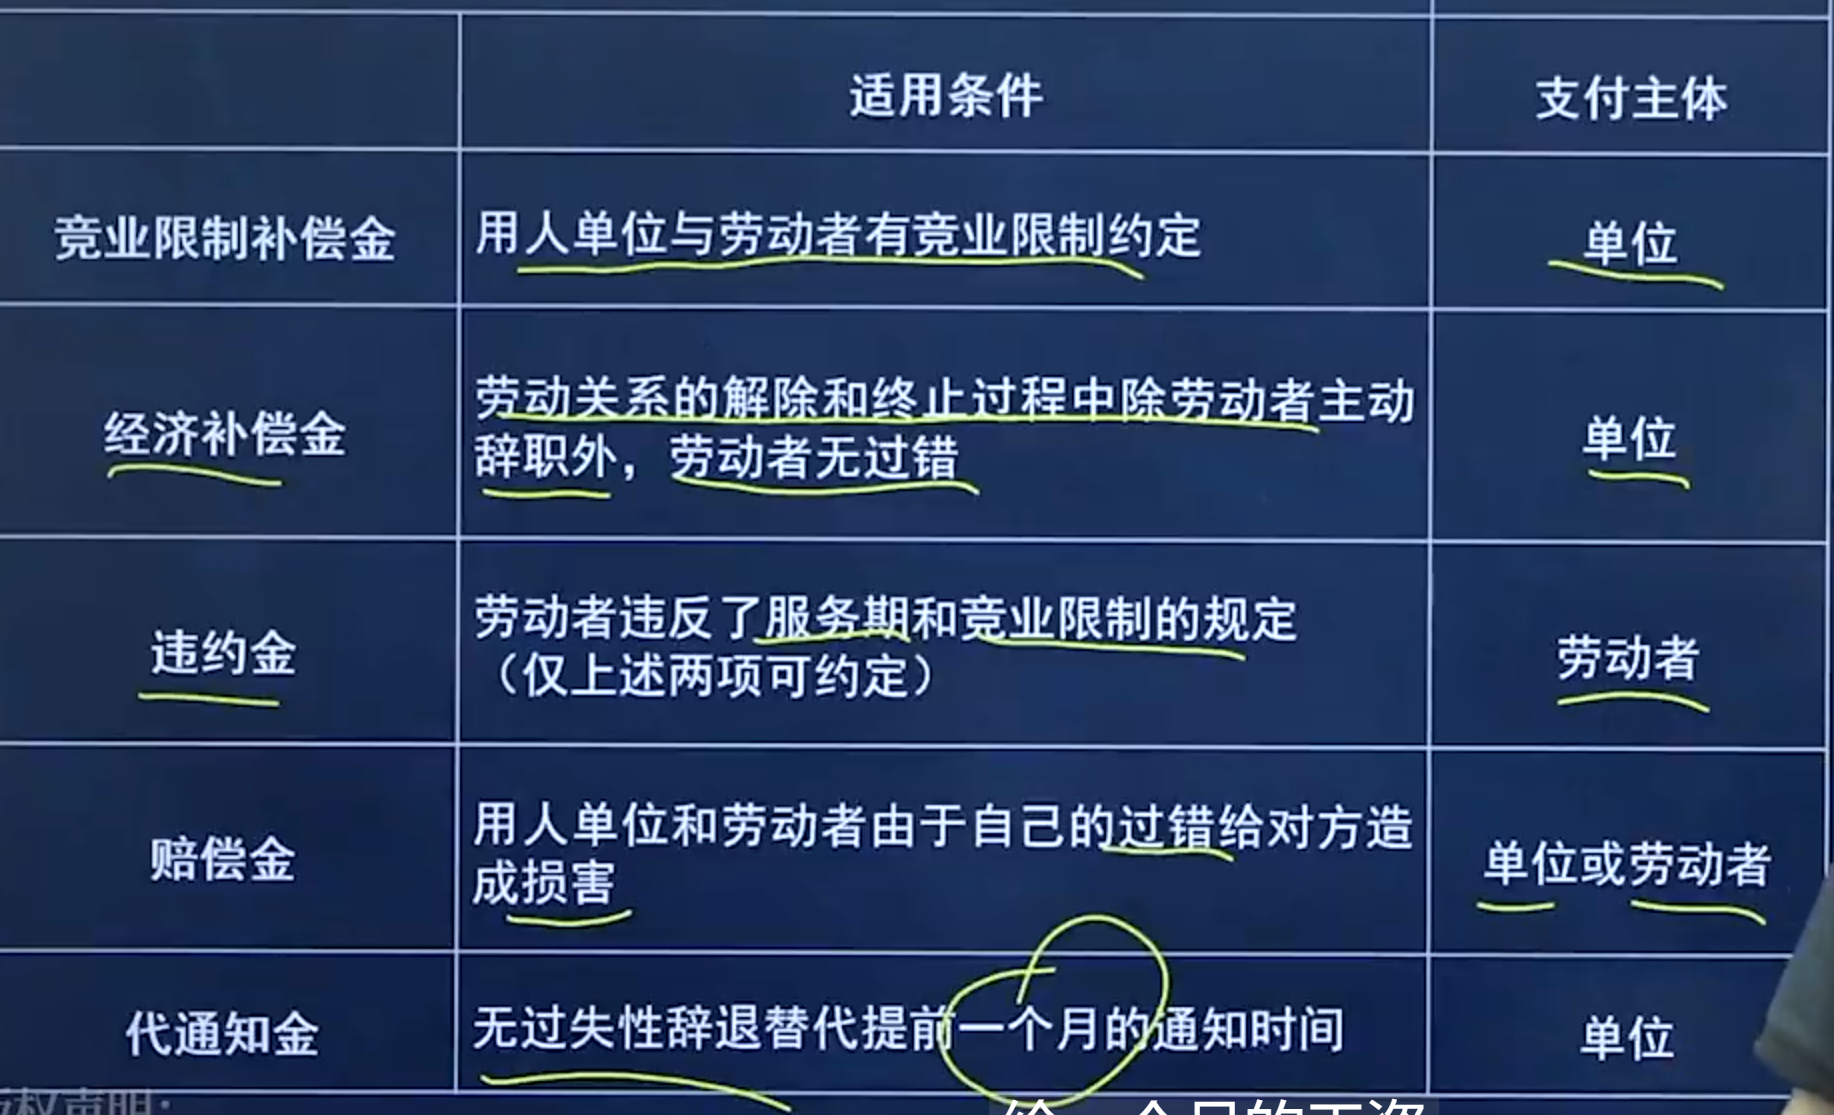 适用条件
支付主体
竞业限制补偿金
用人单位与劳动者有竞业限制约定
单位
经济补偿金
劳动关系的解除和终止过程中除劳动者主动
辞职外，劳动者无过错
单位
违约金
劳动者违反了服务期和竞业限制的规定
（仅上述两项可约定）
劳动者
赔偿金
用人单位和劳动者由于自己的过错给对方造
成损害
单位或劳动者
代通知金
无过失性辞退替代提前一个月的通知时间
单位
版权声明：
给一个月的工资